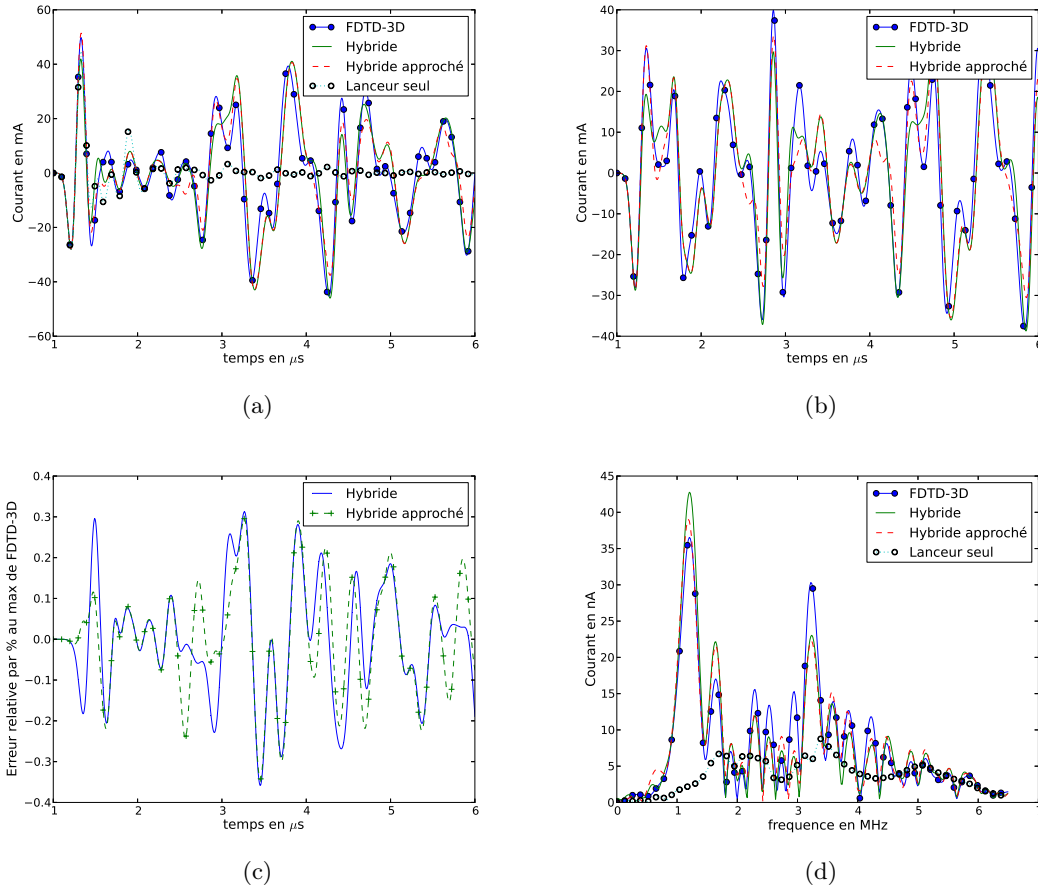 60
40
20
0
−20
−40
−60
Courant en mA
1
2
3
4
5
6
temps en μs
FDTD-3D
Hybride
Hybride approché
Lanceur seul
(a)
40
30
20
10
0
−10
−20
−30
−40
Courant en mA
1
2
3
4
5
6
temps en μs
FDTD-3D
Hybride
Hybride approché
(b)
0.4
0.3
0.2
0.1
0.0
−0.1
−0.2
−0.3
−0.4
Erreur relative par % au max de FDTD-3D
1
2
3
4
5
6
temps en μs
Hybride
Hybride approché
(c)
45
40
35
30
25
20
15
10
5
0
Courant en nA
0
1
2
3
4
5
6
7
frequence en MHz
FDTD-3D
Hybride
Hybride approché
Lanceur seul
(d)